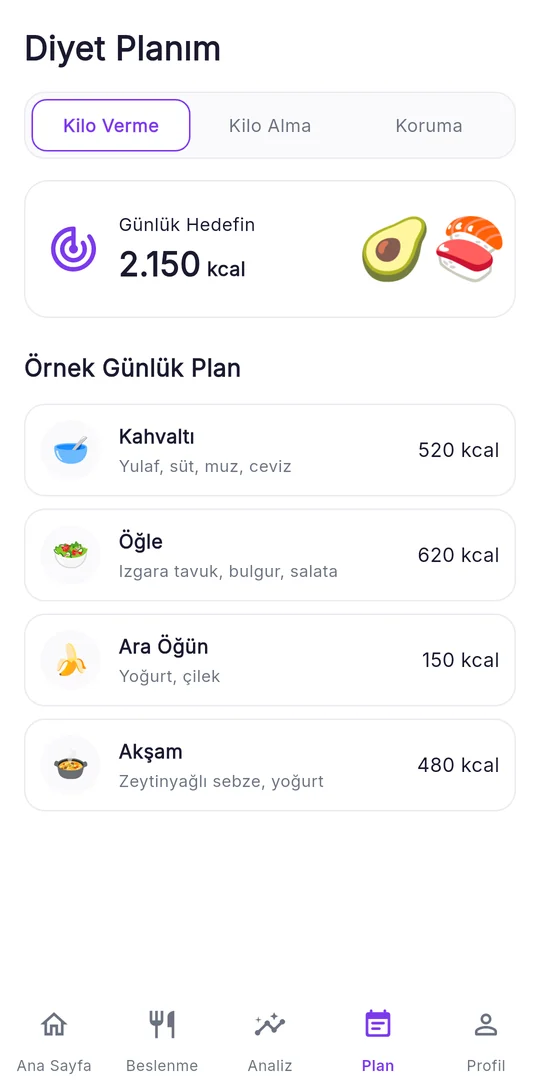 Diyet Planım
Kilo Verme
Kilo Alma
Koruma
Günlük Hedefin
2.150 kcal
Örnek Günlük Plan
Kahvaltı
Yulaf, süt, muz, ceviz
520 kcal
Öğle
Izgara tavuk, bulgur, salata
620 kcal
Ara Öğün
Yoğurt, çilek
150 kcal
Akşam
Zeytinyağlı sebze, yoğurt
480 kcal
Ana Sayfa
Beslenme
Analiz
Plan
Profil